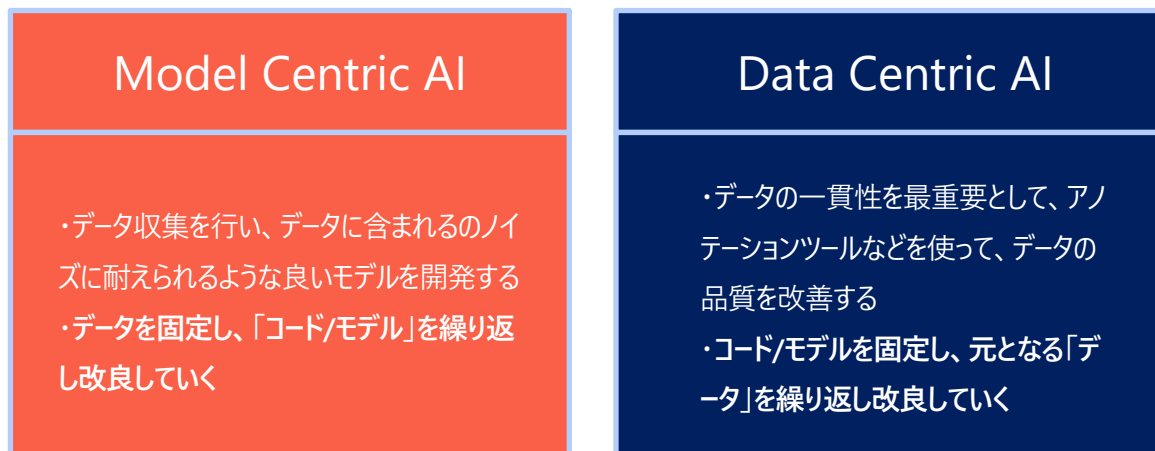 Model Centric AI
・データ収集を行い、データに含まれるのノイ
ズに耐えられるような良いモデルを開発する
・データを固定し、「コード/モデル」を繰り返
し改良していく
Data Centric AI
・データの一貫性を最重要として、アノ
テーションツールなどを使って、データの
品質を改善する
・コード/モデルを固定し、元となる「デ
ータ」を繰り返し改良していく